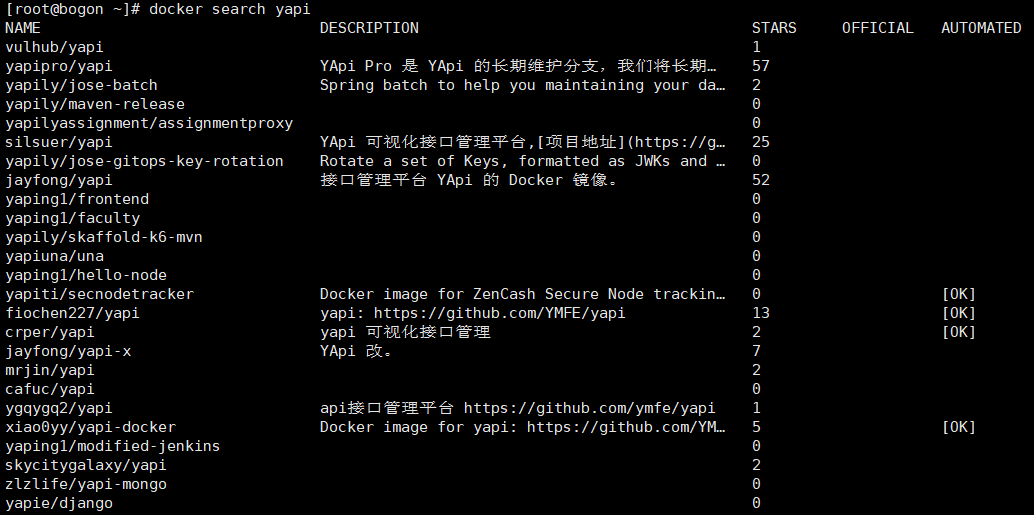 [root@bogon ~]# docker search yapi
NAME DESCRIPTION STARS OFFICIAL AUTOMATED
vulhub/yapi 1
yapipro/yapi YApi Pro 是 YApi 的长期维护分支，我们将长期… 57
yapily/jose-batch Spring batch to help you maintaining your da… 2
yapily/maven-release 0
yapilyassignment/assignmentproxy 0
silsuer/yapi YApi 可视化接口管理平台,[项目地址](https://g… 25
yapily/jose-gitops-key-rotation Rotate a set of Keys, formatted as JWKs and … 0
jayfong/yapi 接口管理平台 YApi 的 Docker 镜像。 52
yaping1/frontend 0
yaping1/faculty 0
yapily/skaffold-k6-mvn 0
yapiuna/una 0
yaping1/hello-node 0
yapiti/secnodetracker Docker image for ZenCash Secure Node trackin… 0 [OK]
fiochen227/yapi yapi: https://github.com/YMFE/yapi 13 [OK]
crper/yapi yapi 可视化接口管理 2 [OK]
jayfong/yapi-x YApi 改。 7
mrjin/yapi 2
cafuc/yapi 0
ygqygq2/yapi api接口管理平台 https://github.com/ymfe/yapi 1
xiao0yy/yapi-docker Docker image for yapi: https://github.com/YM… 5 [OK]
yaping1/modified-jenkins 0
skycitygalaxy/yapi 2
zlzlife/yapi-mongo 0
yapie/django 0